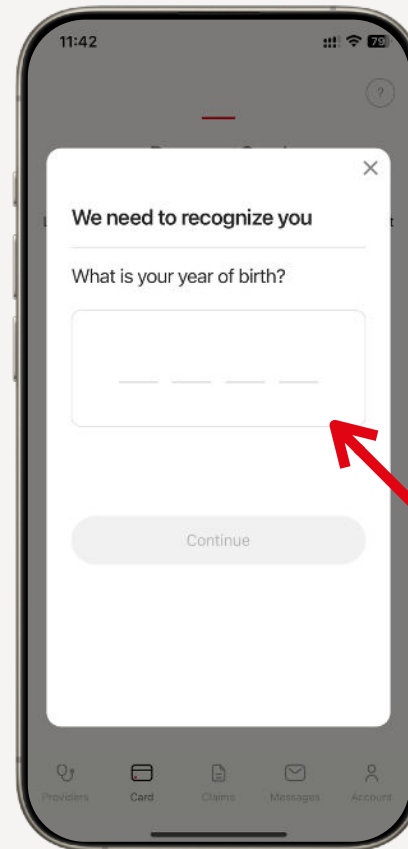 11:42
79
?
We need to recognize you
What is your year of birth?
Continue
Providers
Card
Claims
Messages
Account